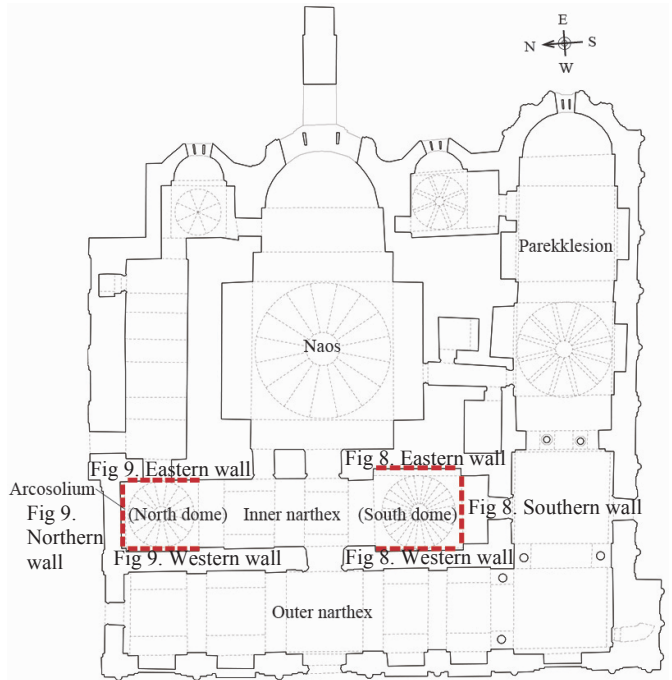 E
N S
W
Parekklesion
Naos
Fig 9. Eastern wall
Fig 8. Eastern wall
Arcosolium
Fig 9.
Northern
wall
(North dome)
Inner narthex
(South dome)
Fig 8. Southern wall
Fig 9. Western wall
Fig 8. Western wall
Outer narthex